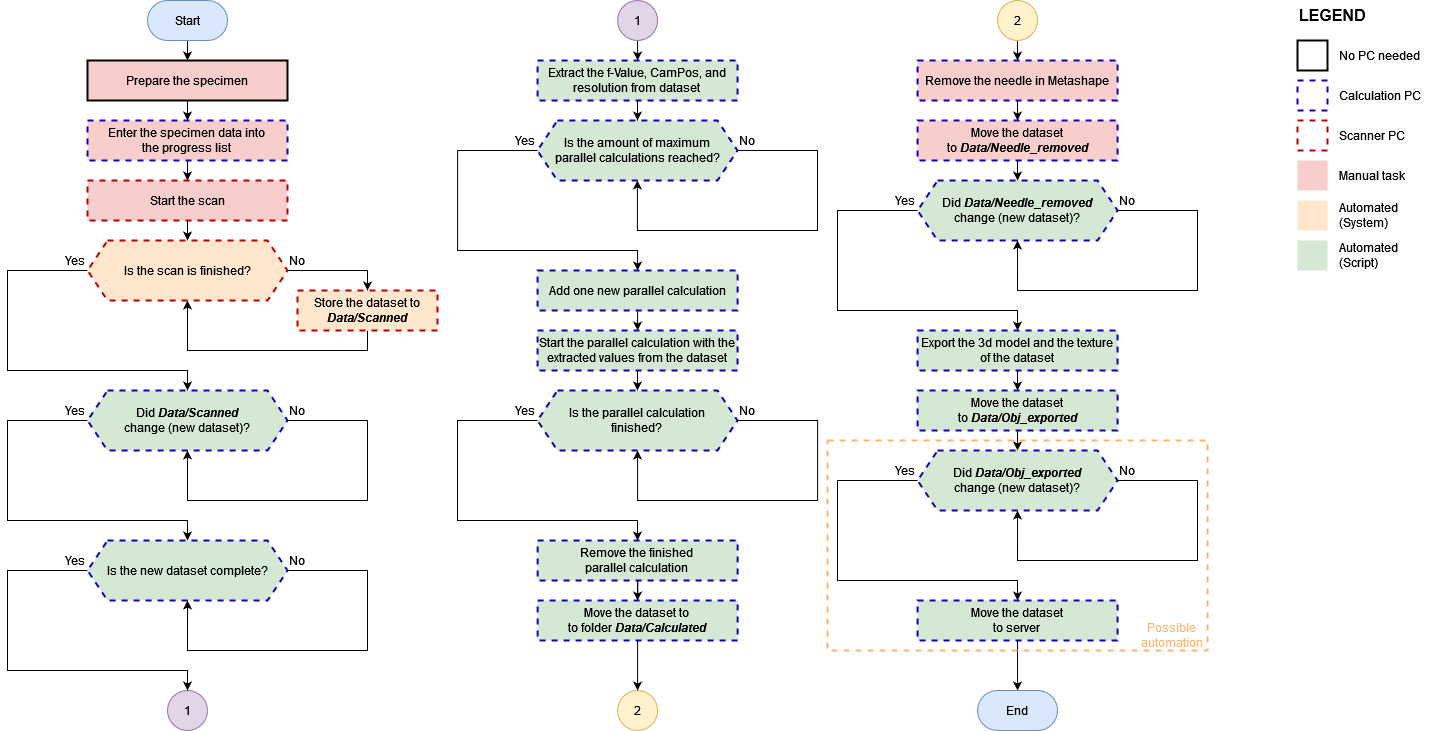 Start
Prepare the specimen
Enter the specimen data into
the progress list
Start the scan
Yes
Is the scan is finished?
No
Store the dataset to
Data/Scanned
Yes
Did Data/Scanned
change (new dataset)?
No
Yes
Is the new dataset complete?
No
1
1
Extract the f-Value, CamPos, and
resolution from dataset
Yes
Is the amount of maximum
parallel calculations reached?
No
Add one new parallel calculation
Start the parallel calculation with the
extracted values from the dataset
Yes
Is the parallel calculation
finished?
No
Remove the finished
parallel calculation
Move the dataset to
to folder Data/Calculated
2
2
Remove the needle in Metashape
Move the dataset
to Data/Needle_removed
Yes
Did Data/Needle_removed
change (new dataset)?
No
Export the 3d model and the texture
of the dataset
Move the dataset
to Data/Obj_exported
Yes
Did Data/Obj_exported
change (new dataset)?
No
Move the dataset
to server
Possible
automation
End
LEGEND
No PC needed
Calculation PC
Scanner PC
Manual task
Automated
(System)
Automated
(Script)